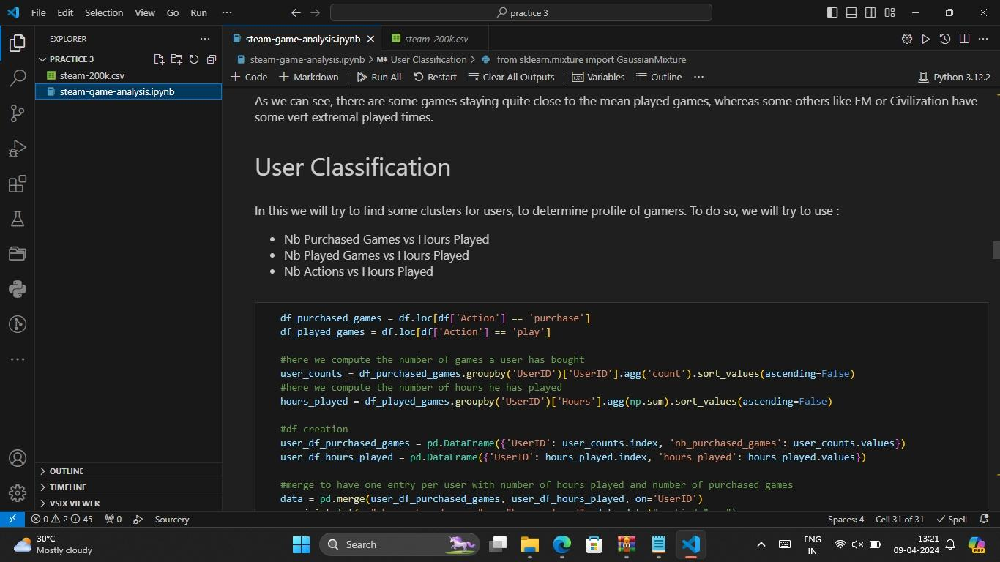 File Edit Selection View Go Run ···
practice 3
EXPLORER
steam-game-analysis.ipynb
steam-200k.csv
PRACTICE 3
steam-200k.csv
steam-game-analysis.ipynb
steam-game-analysis.ipynb > M↓ User Classification > from sklearn.mixture import GaussianMixture
+ Code + Markdown Run All Restart Clear All Outputs Variables Outline ··· Python 3.12.2
As we can see, there are some games staying quite close to the mean played games, whereas some others like FM or Civilization have
some vert extremal played times.
User Classification
In this we will try to find some clusters for users, to determine profile of gamers. To do so, we will try to use :
• Nb Purchased Games vs Hours Played
• Nb Played Games vs Hours Played
• Nb Actions vs Hours Played
df_purchased_games = df.loc[df['Action'] == 'purchase']
df_played_games = df.loc[df['Action'] == 'play']
#here we compute the number of games a user has bought
user_counts = df_purchased_games.groupby('UserID')['UserID'].agg('count').sort_values(ascending=False)
#here we compute the number of hours he has played
hours_played = df_played_games.groupby('UserID')['Hours'].agg(np.sum).sort_values(ascending=False)
#df creation
user_df_purchased_games = pd.DataFrame({'UserID': user_counts.index, 'nb_purchased_games': user_counts.values})
user_df_hours_played = pd.DataFrame({'UserID': hours_played.index, 'hours_played': hours_played.values})
#merge to have one entry per user with number of hours played and number of purchased games
data = pd.merge(user_df_purchased_games, user_df_hours_played, on='UserID')
OUTLINE
TIMELINE
VSIX VIEWER
0 2 45 0 Sourcery
Spaces: 4 Cell 31 of 31 Spell
30°C
Mostly cloudy
Search
ENG
IN
13:21
09-04-2024
PRE